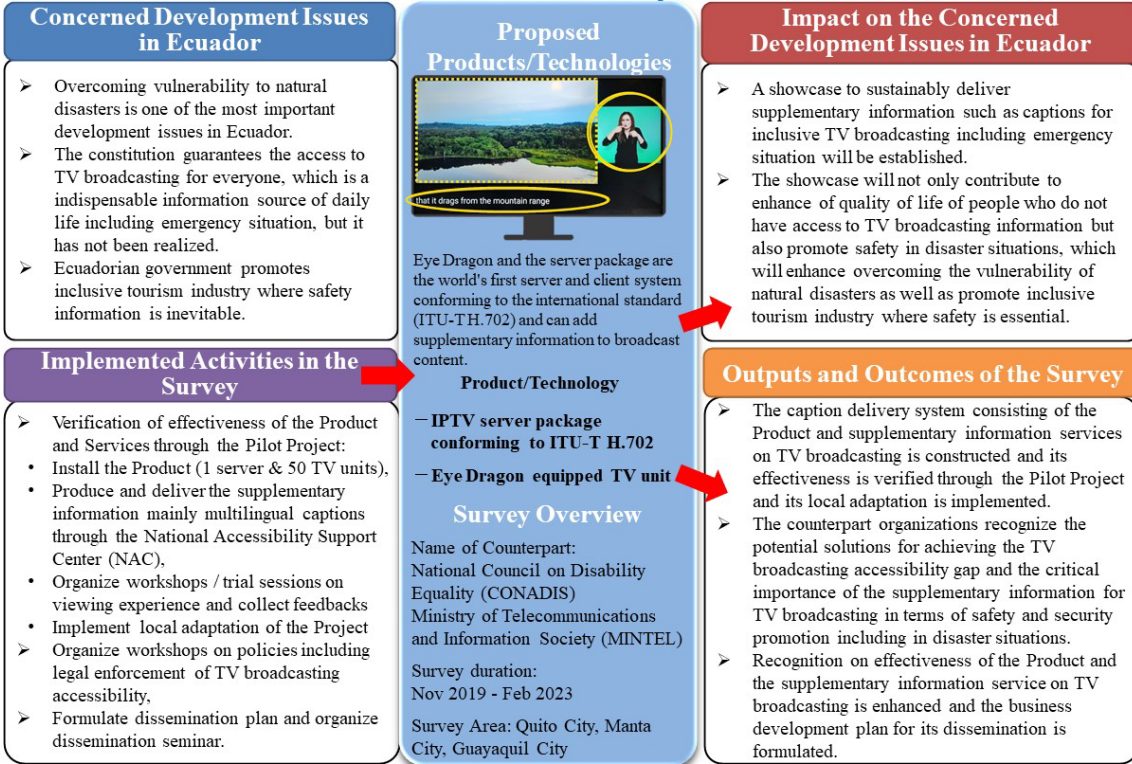 Concerned Development Issues
in Ecuador
➢ Overcoming vulnerability to natural
disasters is one of the most important
development issues in Ecuador.
➢ The constitution guarantees the access to
TV broadcasting for everyone, which is a
indispensable information source of daily
life including emergency situation, but it
has not been realized.
➢ Ecuadorian government promotes
inclusive tourism industry where safety
information is inevitable.
Implemented Activities in the
Survey
➢ Verification of effectiveness of the Product
and Services through the Pilot Project:
• Install the Product (1 server & 50 TV units),
• Produce and deliver the supplementary
information mainly multilingual captions
through the National Accessibility Support
Center (NAC),
• Organize workshops / trial sessions on
viewing experience and collect feedbacks
• Implement local adaptation of the Project
➢ Organize workshops on policies including
legal enforcement of TV broadcasting
accessibility,
➢ Formulate dissemination plan and organize
dissemination seminar.
Proposed
Products/Technologies
that it drags from the mountain range
Eye Dragon and the server package are
the world's first server and client system
conforming to the international standard
(ITU-T H.702) and can add
supplementary information to broadcast
content.
Product/Technology
– IPTV server package
conforming to ITU-T H.702
– Eye Dragon equipped TV unit
Survey Overview
Name of Counterpart:
National Council on Disability
Equality (CONADIS)
Ministry of Telecommunications
and Information Society (MINTEL)
Survey duration:
Nov 2019 - Feb 2023
Survey Area: Quito City, Manta
City, Guayaquil City
Impact on the Concerned
Development Issues in Ecuador
➢ A showcase to sustainably deliver
supplementary information such as captions for
inclusive TV broadcasting including emergency
situation will be established.
➢ The showcase will not only contribute to
enhance of quality of life of people who do not
have access to TV broadcasting information but
also promote safety in disaster situations, which
will enhance overcoming the vulnerability of
natural disasters as well as promote inclusive
tourism industry where safety is essential.
Outputs and Outcomes of the Survey
➢ The caption delivery system consisting of the
Product and supplementary information services
on TV broadcasting is constructed and its
effectiveness is verified through the Pilot Project
and its local adaptation is implemented.
➢ The counterpart organizations recognize the
potential solutions for achieving the TV
broadcasting accessibility gap and the critical
importance of the supplementary information for
TV broadcasting in terms of safety and security
promotion including in disaster situations.
➢ Recognition on effectiveness of the Product and
the supplementary information service on TV
broadcasting is enhanced and the business
development plan for its dissemination is
formulated.